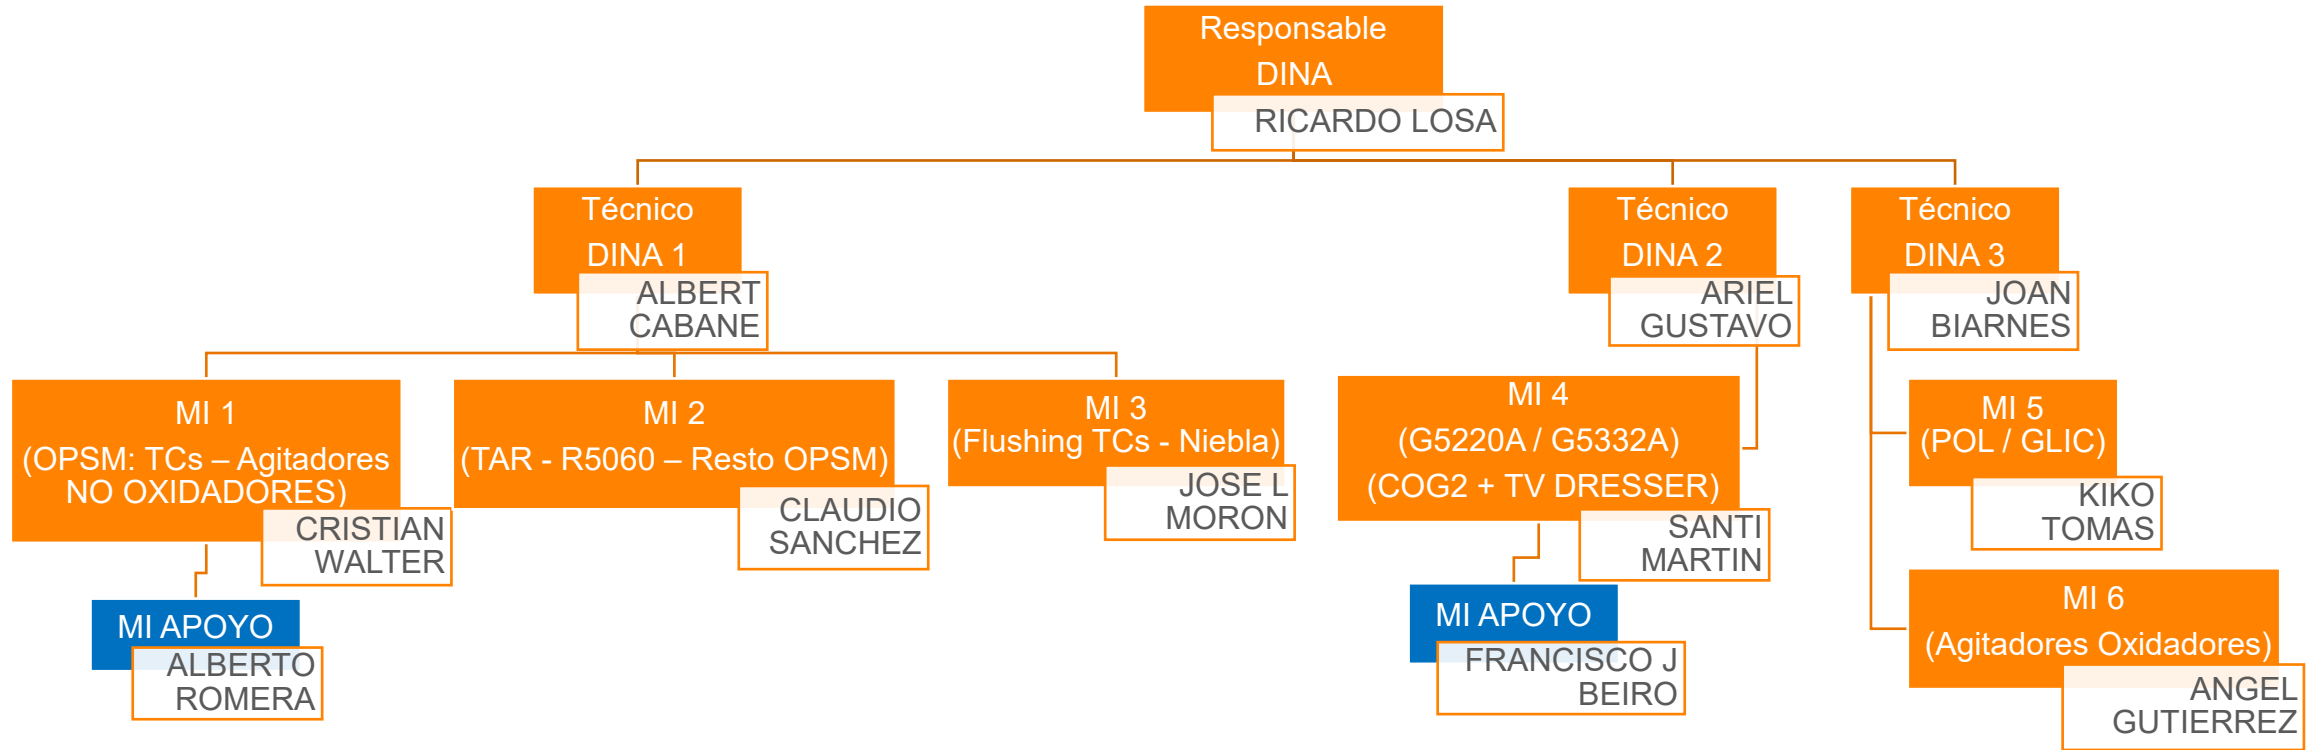 Responsable
DINA
RICARDO LOSA
Técnico
DINA 1
ALBERT
CABANE
Técnico
DINA 2
ARIEL
GUSTAVO
Técnico
DINA 3
JOAN
BIARNES
MI 1
(OPSM: TCs – Agitadores
NO OXIDADORES)
CRISTIAN
WALTER
MI 2
(TAR - R5060 – Resto OPSM)
CLAUDIO
SANCHEZ
MI 3
(Flushing TCs - Niebla)
JOSE L
MORON
MI 4
(G5220A / G5332A)
(COG2 + TV DRESSER)
SANTI
MARTIN
MI 5
(POL / GLIC)
KIKO
TOMAS
MI APOYO
ALBERTO
ROMERA
MI APOYO
FRANCISCO J
BEIRO
MI 6
(Agitadores Oxidadores)
ANGEL
GUTIERREZ